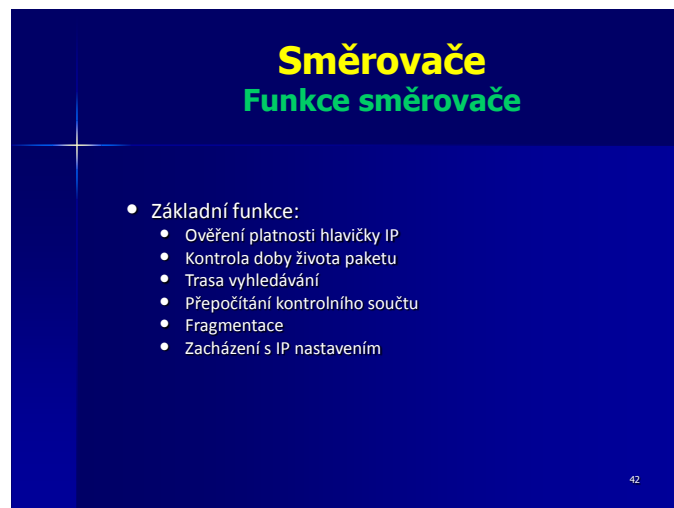 Směrovače
Funkce směrovače
• Základní funkce:
• Ověření platnosti hlavičky IP
• Kontrola doby života paketu
• Trasa vyhledávání
• Přepočítání kontrolního součtu
• Fragmentace
• Zacházení s IP nastavením
42